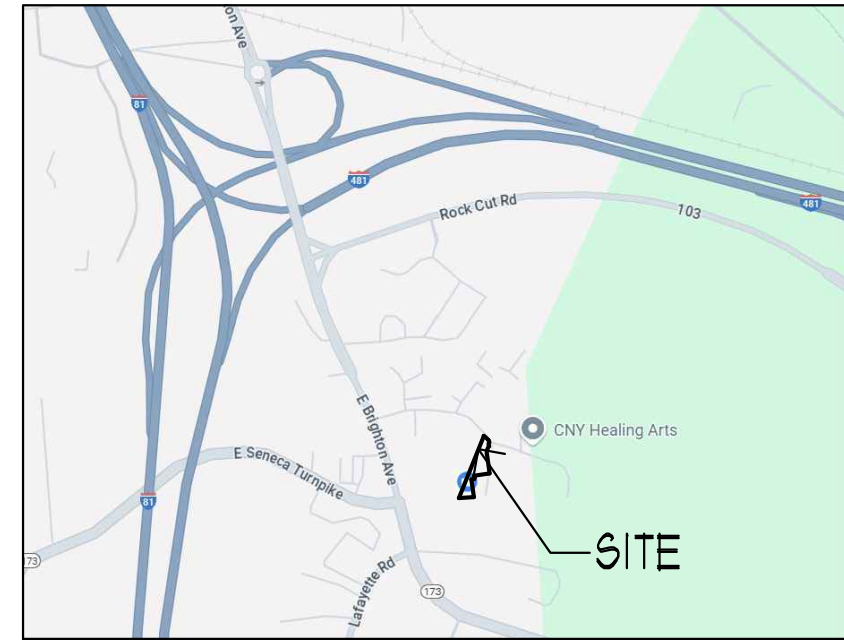 on Ave
81
481
Rock Cut Rd
103
481
E Brighton Ave
CNY Healing Arts
E Seneca Turnpike
81
SITE
73
Lafayette Rd
173